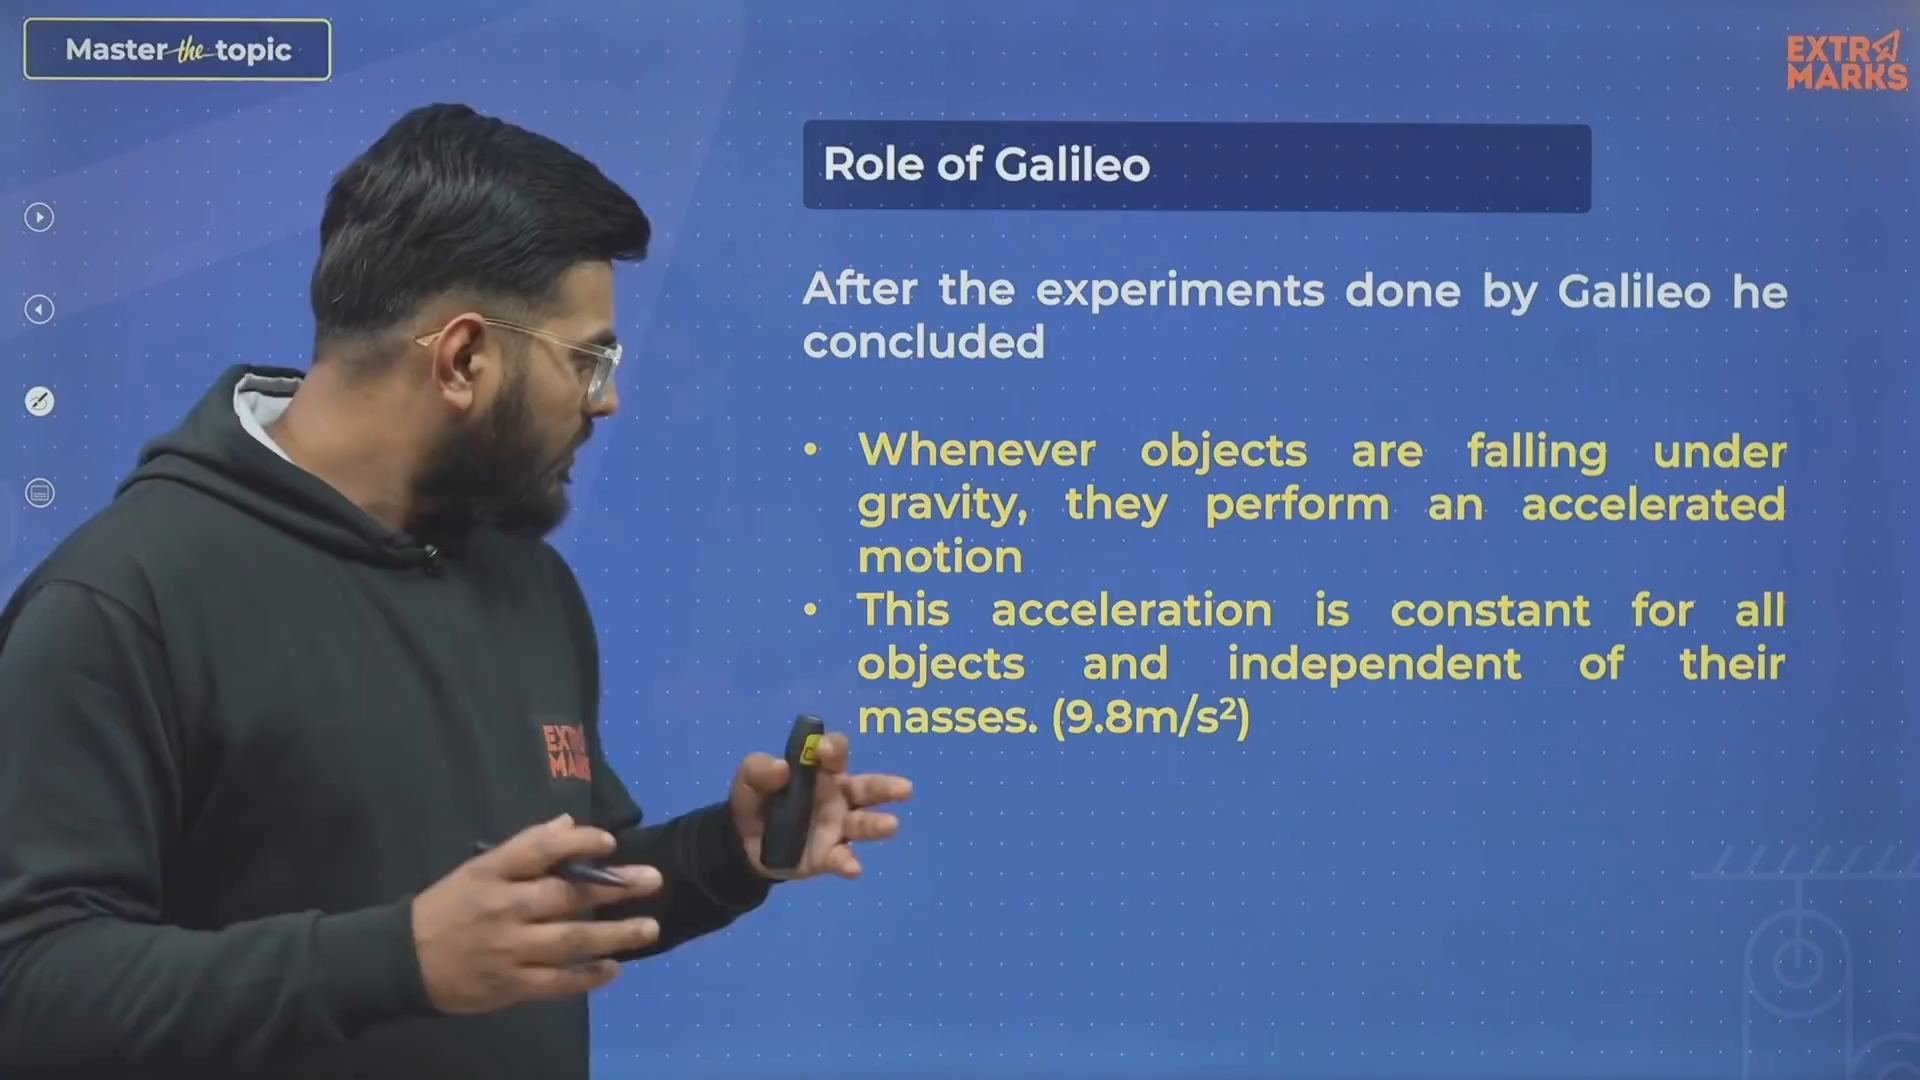 Master the topic
EXTRA
MARKS
Role of Galileo
After the experiments done by Galileo he
concluded
• Whenever objects are falling under
gravity, they perform an accelerated
motion
• This acceleration is constant for all
objects and independent of their
masses. (9.8m/s²)
EXTRA
MARKS